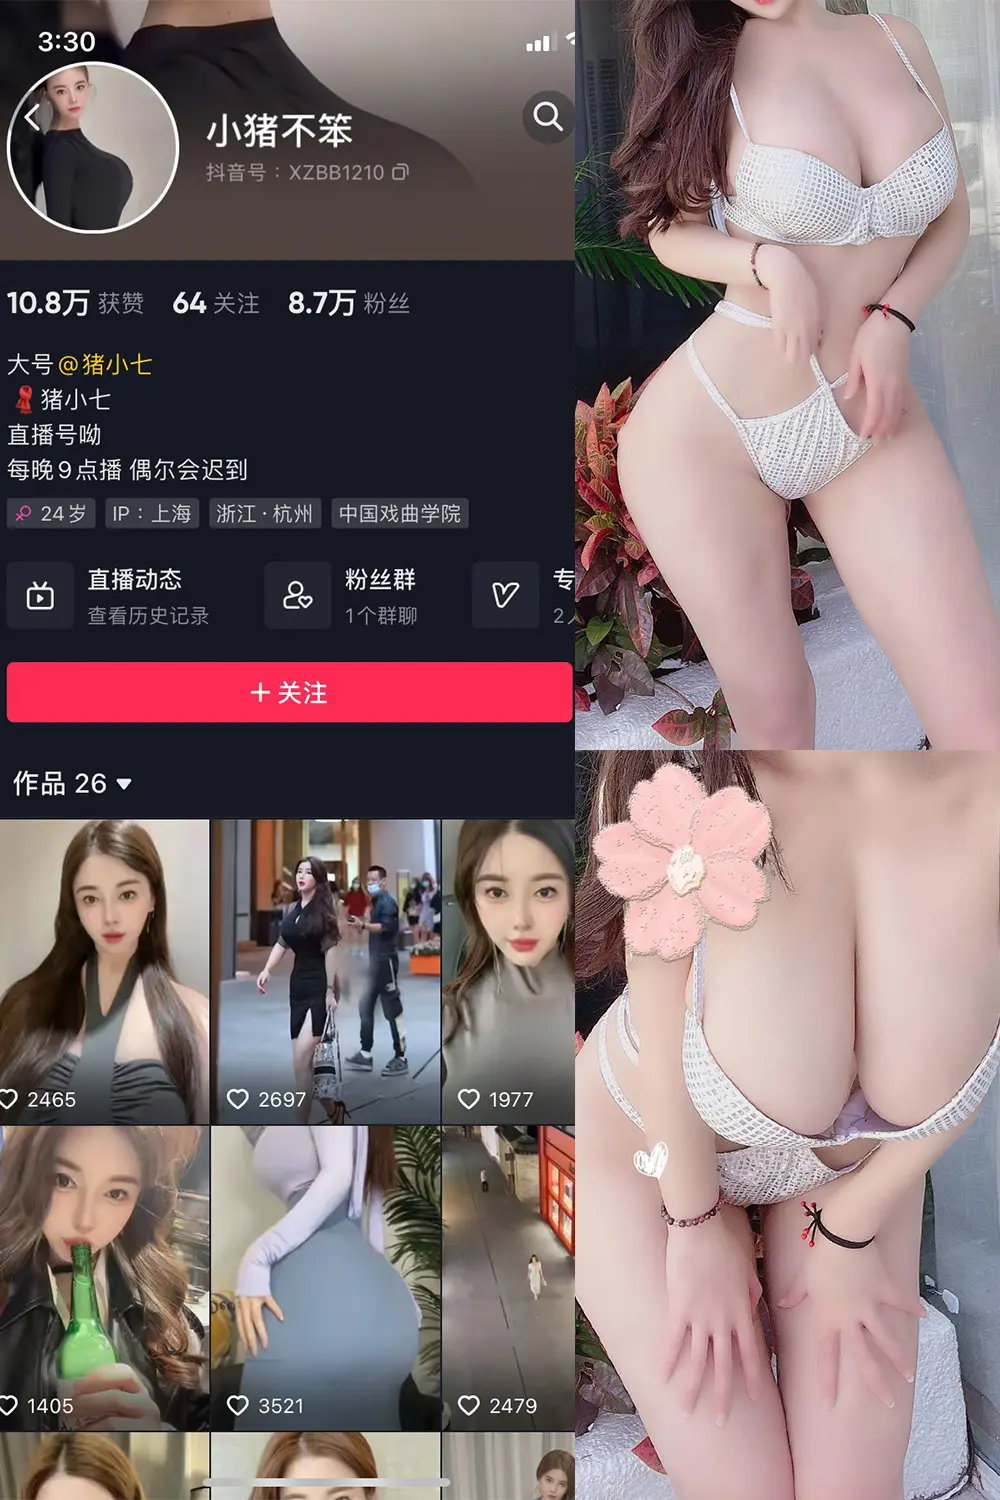 3:30
小猪不笨
抖音号：XZBB1210
10.8万 获赞 64 关注 8.7万 粉丝
大号@猪小七
猪小七
直播号呦
每晚9点播 偶尔会迟到
24岁 IP：上海 浙江·杭州 中国戏曲学院
直播动态 粉丝群 专
查看历史记录 1个群聊 2
+ 关注
作品 26
2465 2697 1977
1405 3521 2479